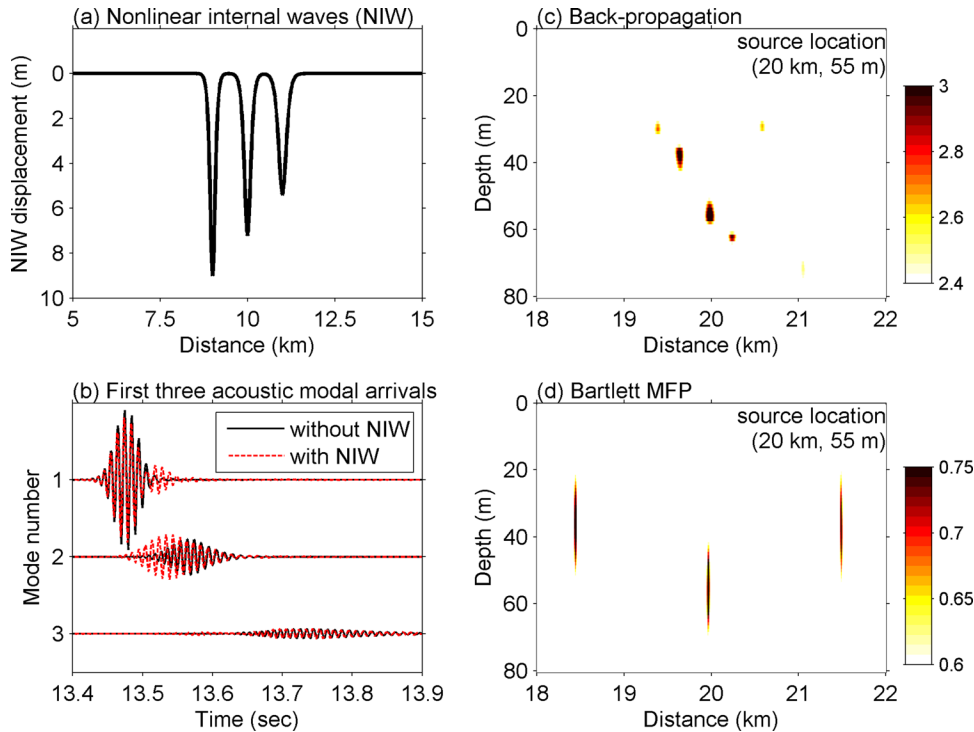 (a) Nonlinear internal waves (NIW)
NIW displacement (m)
0
2
4
6
8
10
5
7.5
10
12.5
15
Distance (km)
(b) First three acoustic modal arrivals
without NIW
with NIW
Mode number
1
2
3
13.4
13.5
13.6
13.7
13.8
13.9
Time (sec)
(c) Back-propagation
source location
(20 km, 55 m)
Depth (m)
0
20
40
60
80
18
19
20
21
22
Distance (km)
3
2.8
2.6
2.4
(d) Bartlett MFP
source location
(20 km, 55 m)
Depth (m)
0
20
40
60
80
18
19
20
21
22
Distance (km)
0.75
0.7
0.65
0.6